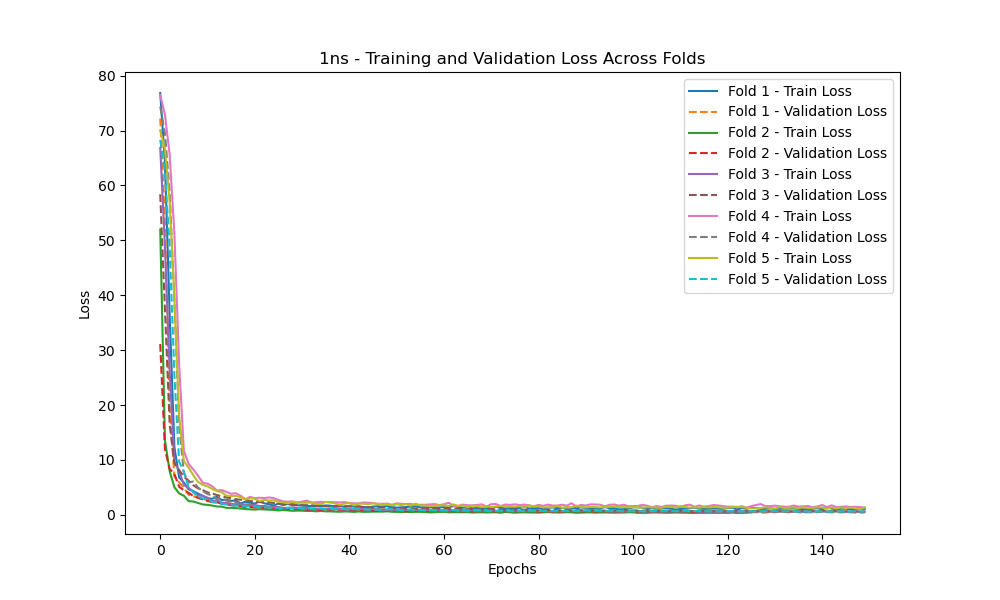 1ns - Training and Validation Loss Across Folds
80
70
60
50
40
30
20
10
0
Loss
Fold 1 - Train Loss
Fold 1 - Validation Loss
Fold 2 - Train Loss
Fold 2 - Validation Loss
Fold 3 - Train Loss
Fold 3 - Validation Loss
Fold 4 - Train Loss
Fold 4 - Validation Loss
Fold 5 - Train Loss
Fold 5 - Validation Loss
0 20 40 60 80 100 120 140
Epochs